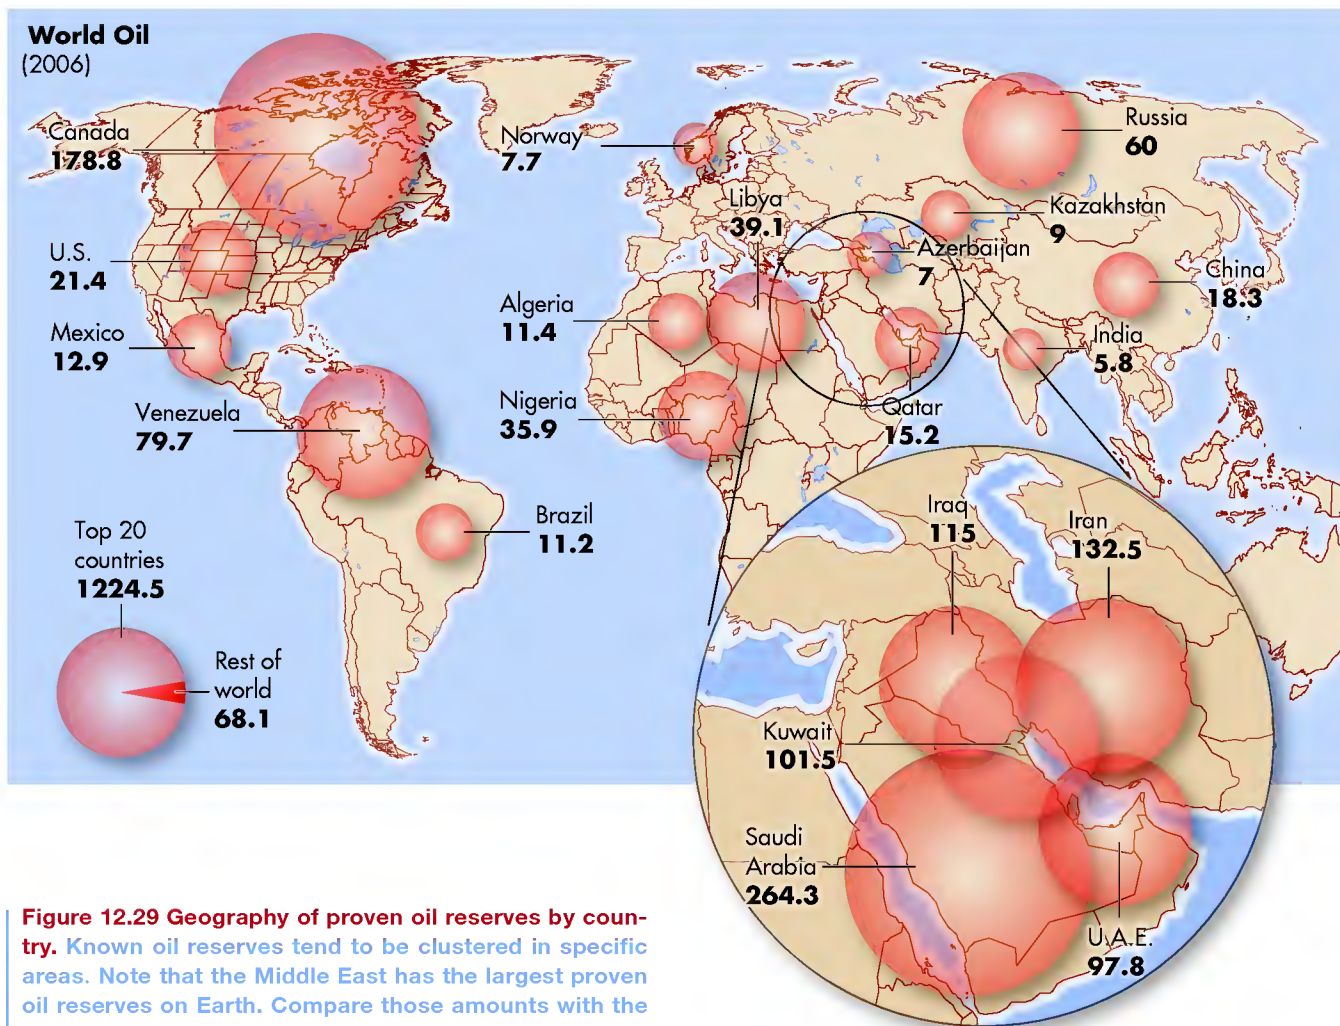 World Oil
(2006)
Canada
178.8
U.S.
21.4
Mexico
12.9
Venezuela
79.7
Brazil
11.2
Top 20
countries
1224.5
Rest of
world
68.1
Norway
7.7
Libya
39.1
Algeria
11.4
Nigeria
35.9
Russia
60
Kazakhstan
9
Azerbaijan
7
China
18.3
India
5.8
Qatar
15.2
Iraq
115
Iran
132.5
Kuwait
101.5
Saudi
Arabia
264.3
U.A.E.
97.8
Figure 12.29 Geography of proven oil reserves by coun-
try. Known oil reserves tend to be clustered in specific
areas. Note that the Middle East has the largest proven
oil reserves on Earth. Compare those amounts with the